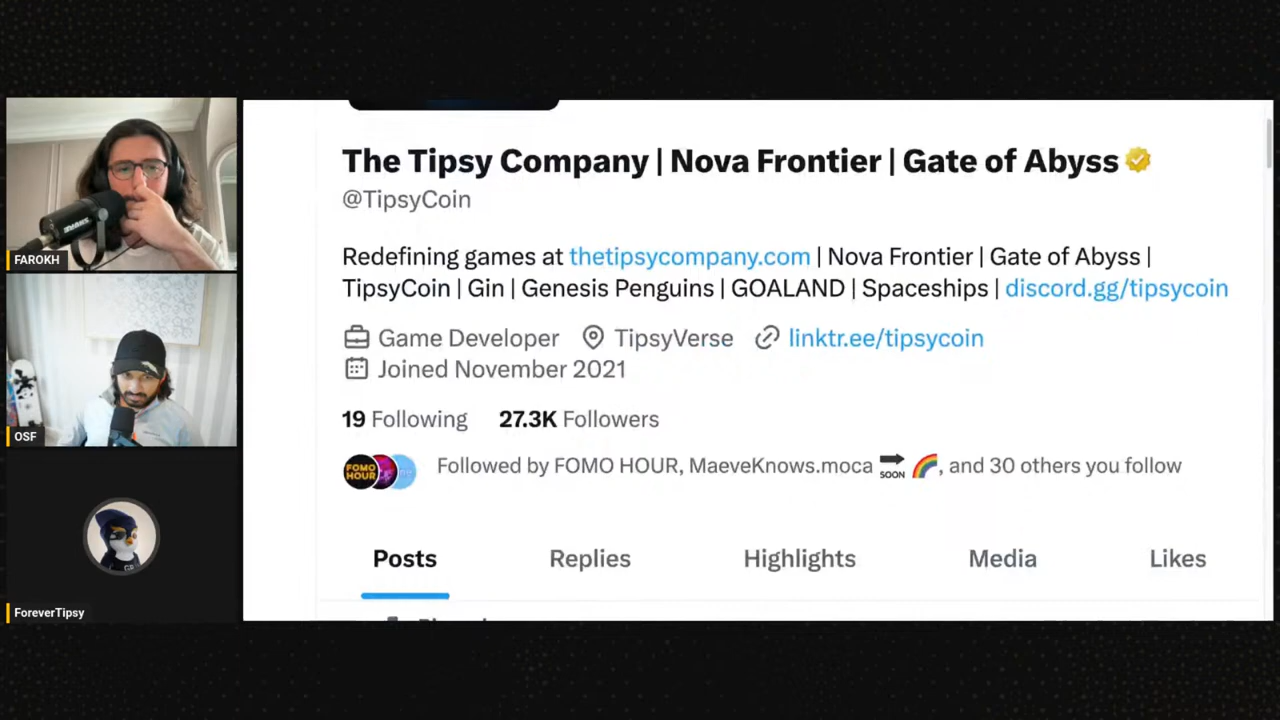 FAROKH
OSF
ForeverTipsy
The Tipsy Company | Nova Frontier | Gate of Abyss
@TipsyCoin
Redefining games at thetipsycompany.com | Nova Frontier | Gate of Abyss |
TipsyCoin | Gin | Genesis Penguins | GOALAND | Spaceships | discord.gg/tipsycoin
Game Developer TipsyVerse linktr.ee/tipsycoin
Joined November 2021
19 Following 27.3K Followers
FOMO
HOUR
Followed by FOMO HOUR, MaeveKnows.moca 🔜 🌈, and 30 others you follow
Posts Replies Highlights Media Likes